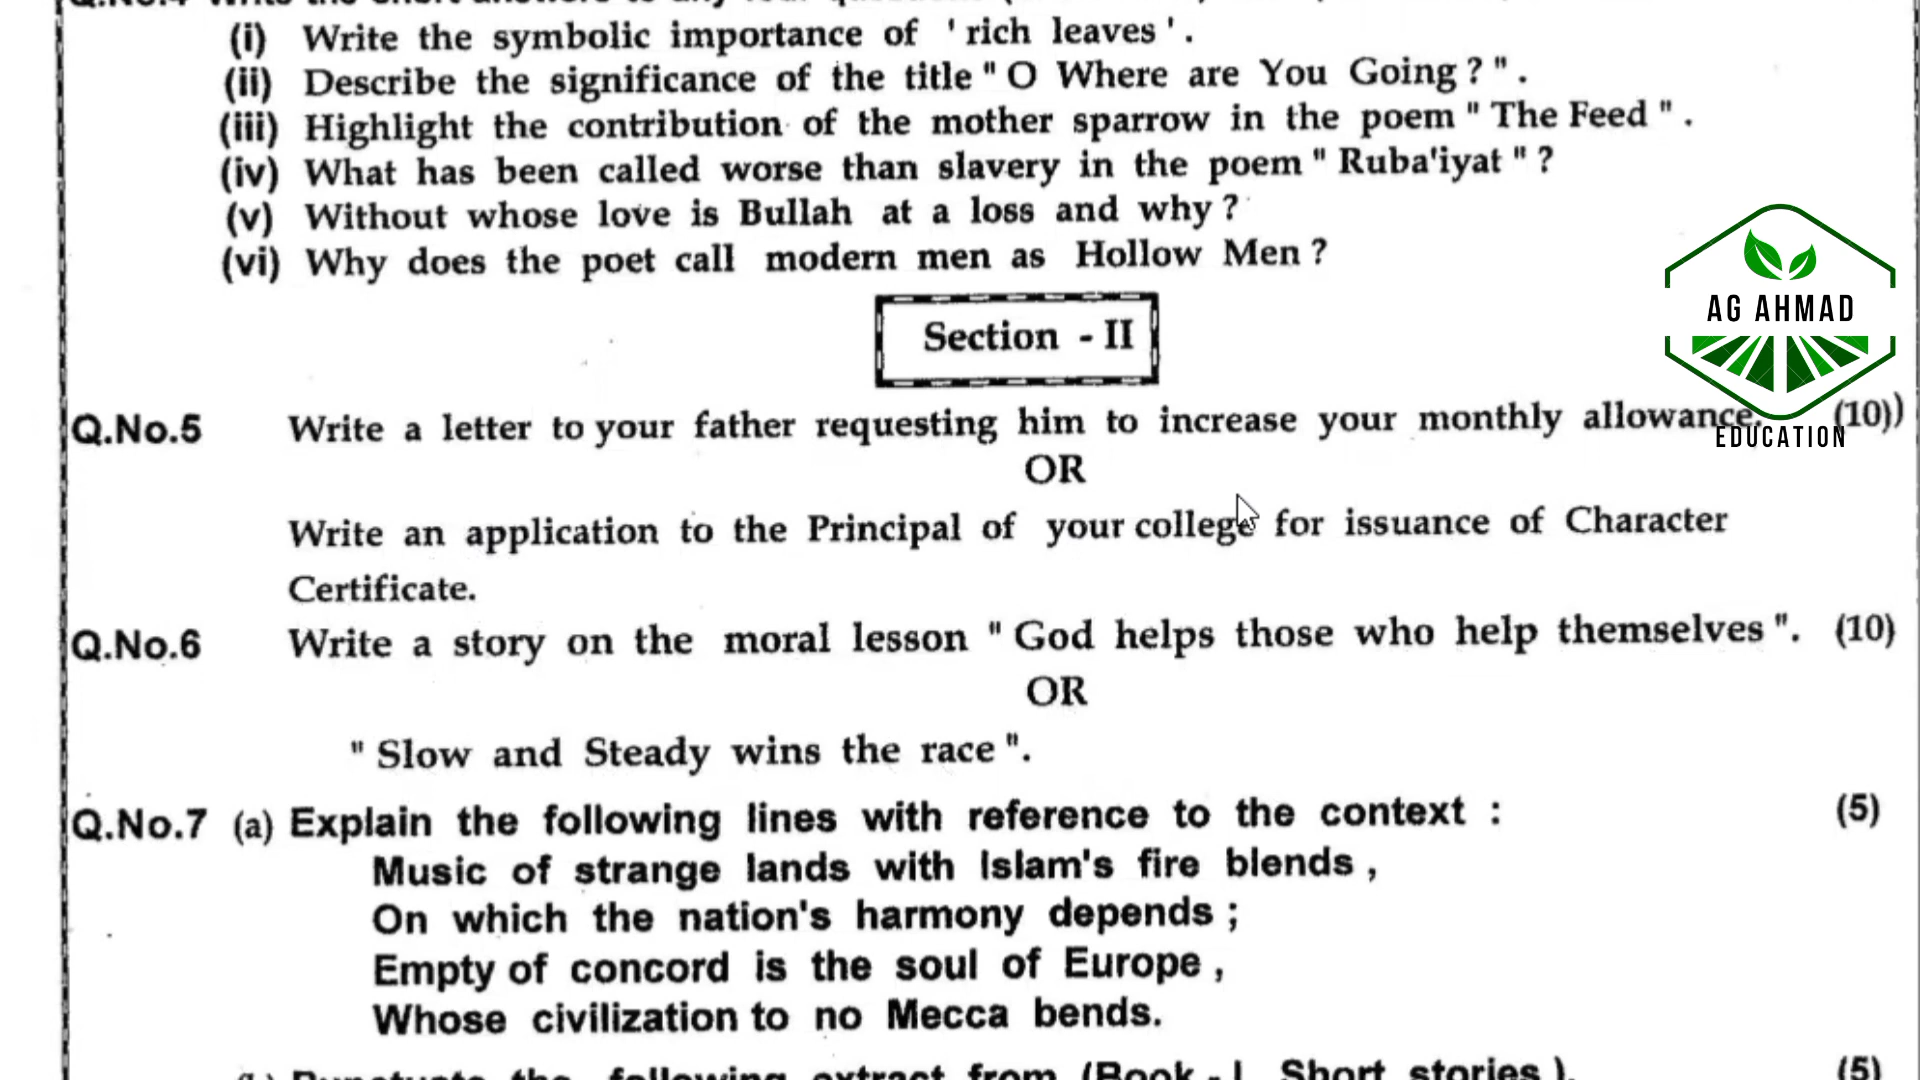 (i) Write the symbolic importance of ' rich leaves ' .
(ii) Describe the significance of the title " O Where are You Going ? " .
(iii) Highlight the contribution of the mother sparrow in the poem " The Feed " .
(iv) What has been called worse than slavery in the poem " Ruba'iyat " ?
(v) Without whose love is Bullah at a loss and why ?
(vi) Why does the poet call modern men as Hollow Men ?
AG AHMAD
EDUCATION
Section - II
Q.No.5 Write a letter to your father requesting him to increase your monthly allowance. (10))
OR
Write an application to the Principal of your college for issuance of Character
Certificate.
Q.No.6 Write a story on the moral lesson " God helps those who help themselves ". (10)
OR
" Slow and Steady wins the race ".
Q.No.7 (a) Explain the following lines with reference to the context : (5)
Music of strange lands with Islam's fire blends ,
On which the nation's harmony depends ;
Empty of concord is the soul of Europe ,
Whose civilization to no Mecca bends.
Punctuate the following extract from (Book - I Short stories ). (5)